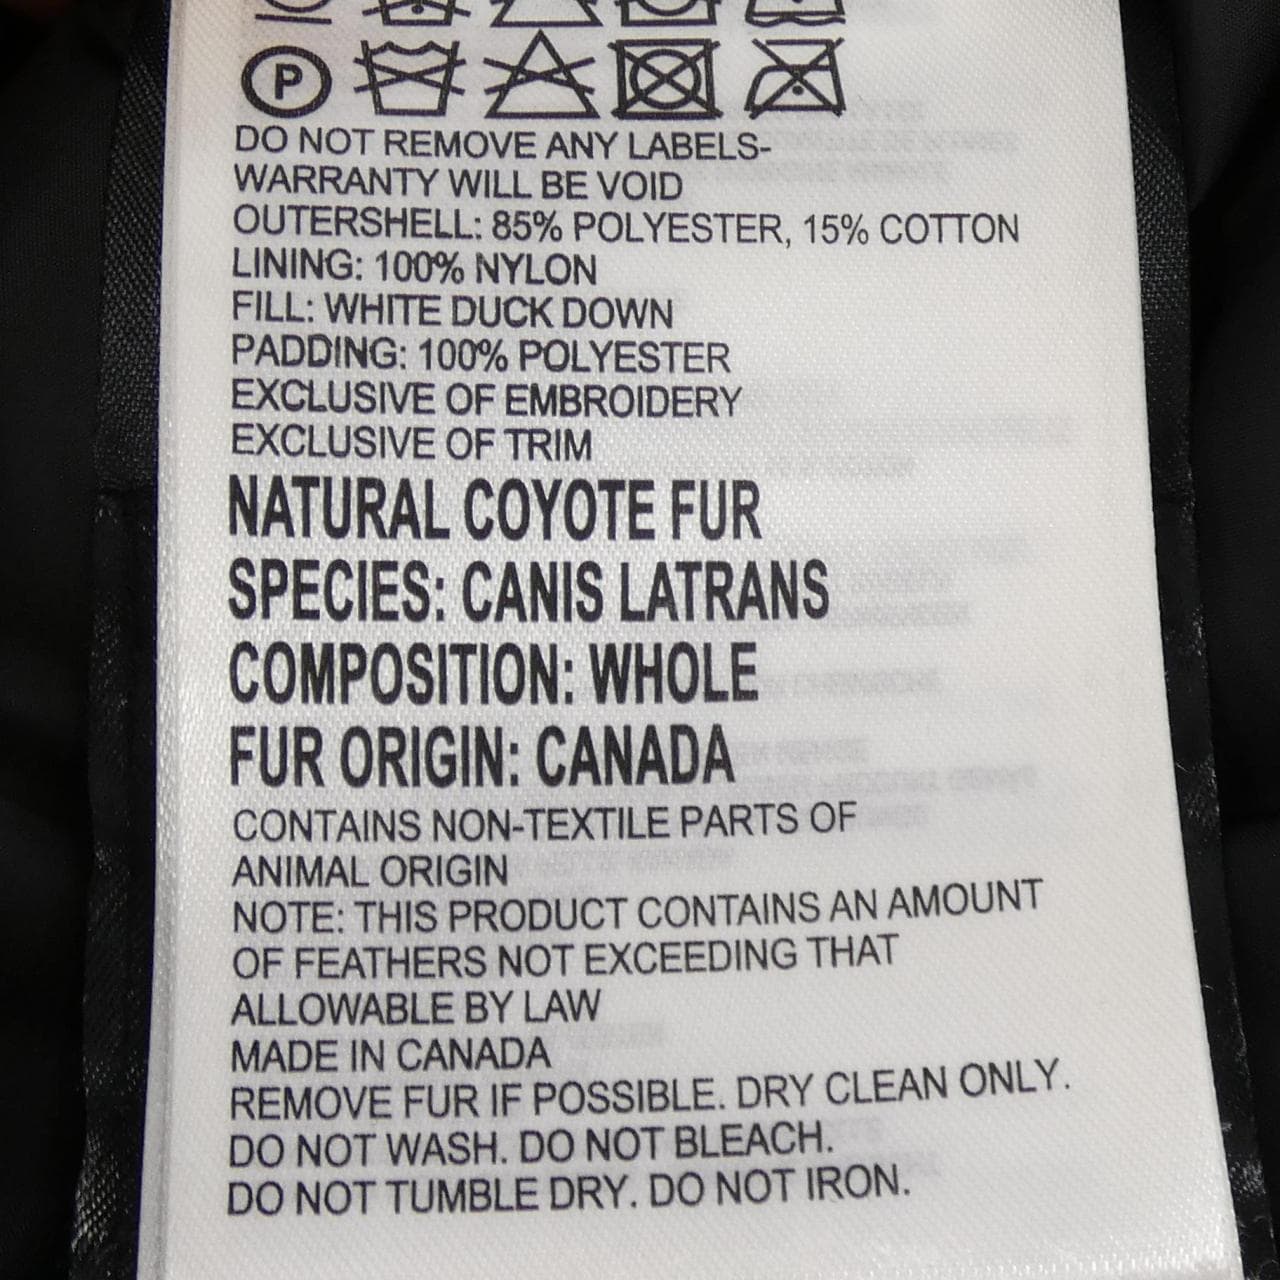 P
DO NOT REMOVE ANY LABELS-
WARRANTY WILL BE VOID
OUTERSHELL: 85% POLYESTER, 15% COTTON
LINING: 100% NYLON
FILL: WHITE DUCK DOWN
PADDING: 100% POLYESTER
EXCLUSIVE OF EMBROIDERY
EXCLUSIVE OF TRIM
NATURAL COYOTE FUR
SPECIES: CANIS LATRANS
COMPOSITION: WHOLE
FUR ORIGIN: CANADA
CONTAINS NON-TEXTILE PARTS OF
ANIMAL ORIGIN
NOTE: THIS PRODUCT CONTAINS AN AMOUNT
OF FEATHERS NOT EXCEEDING THAT
ALLOWABLE BY LAW
MADE IN CANADA
REMOVE FUR IF POSSIBLE. DRY CLEAN ONLY.
DO NOT WASH. DO NOT BLEACH.
DO NOT TUMBLE DRY. DO NOT IRON.